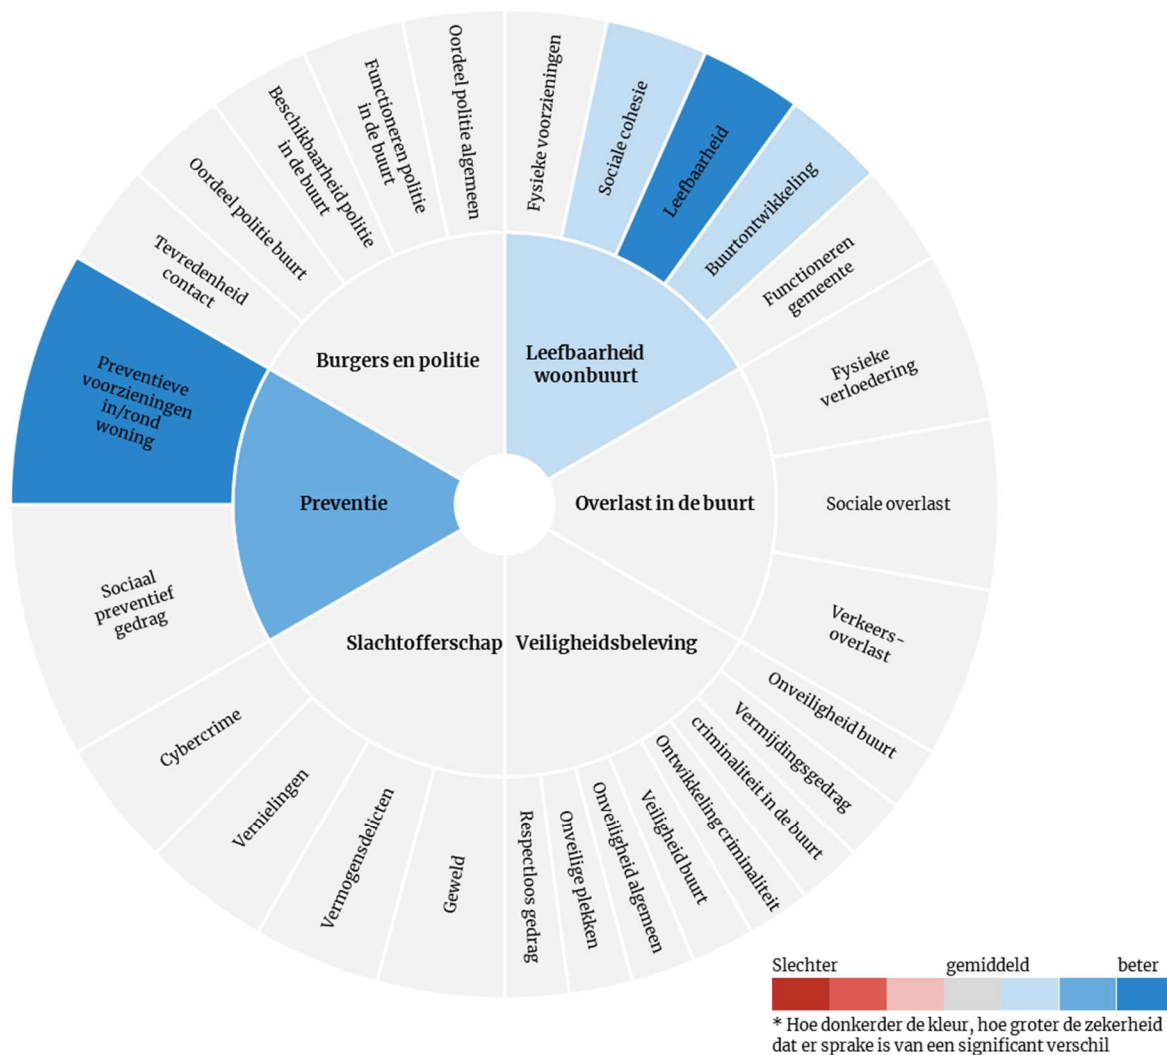 Oordeel politie algemeen
Fysieke voorzieningen
Sociale cohesie
Leefbaarheid
Buurtontwikkeling
Functioneren
gemeente
Fysieke
verloedering
Sociale overlast
Verkeers-
overlast
Onveiligheid buurt
Vermijdingsgedrag
criminaliteit in de buurt
Ontwikkeling criminaliteit
Veiligheid buurt
Onveiligheid algemeen
Onveilige plekken
Respectloos gedrag
Geweld
Vermogensdelicten
Vernielingen
Cybercrime
Sociaal
preventief
gedrag
Preventieve
voorzieningen
in/rond
woning
Tevredenheid
contact
Oordeel politie buurt
Beschikbaarheid politie
in de buurt
Functioneren politie
in de buurt
Burgers en politie
Leefbaarheid
woonbuurt
Preventie
Overlast in de buurt
Slachtofferschap
Veiligheidsbeleving
Slechter gemiddeld beter
* Hoe donkerder de kleur, hoe groter de zekerheid
dat er sprake is van een significant verschil